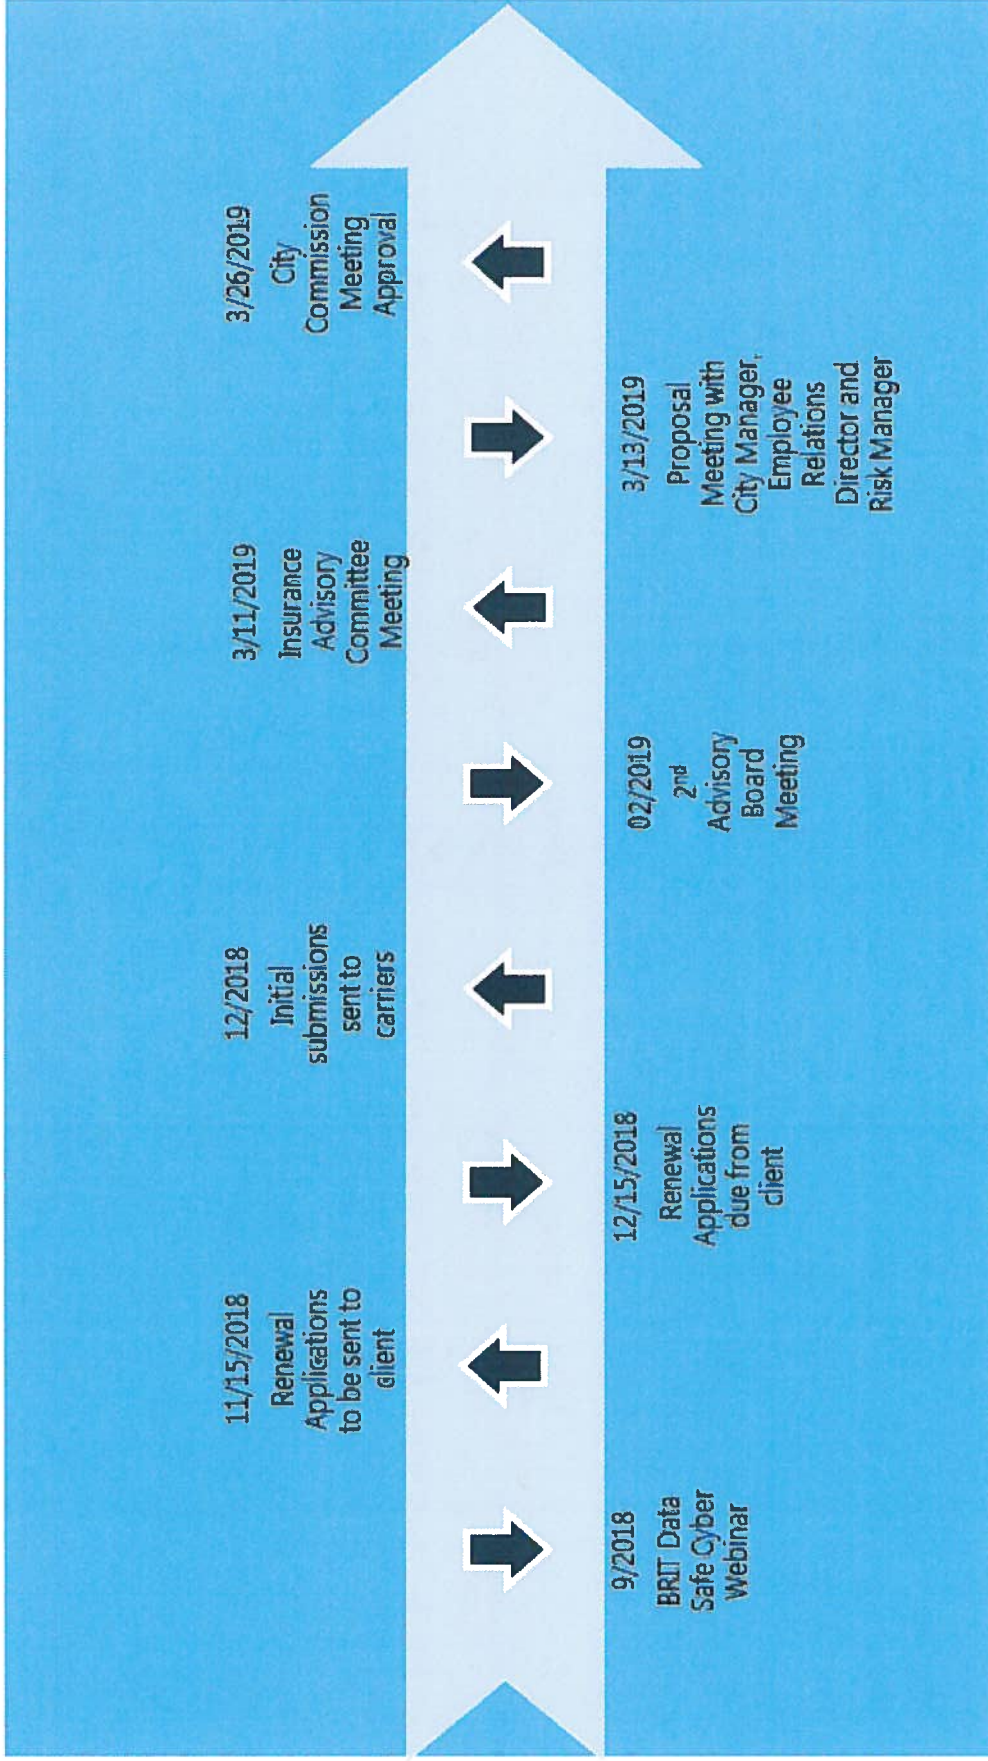 9/2018
BRIT Data
Safe Cyber
Webinar
11/15/2018
Renewal
Applications
to be sent to
client
12/15/2018
Renewal
Applications
due from
client
12/2018
Initial
submissions
sent to
carriers
02/2019
2nd
Advisory
Board
Meeting
3/11/2019
Insurance
Advisory
Committee
Meeting
3/13/2019
Proposal
Meeting with
City Manager,
Employee
Relations
Director and
Risk Manager
3/26/2019
City
Commission
Meeting
Approval